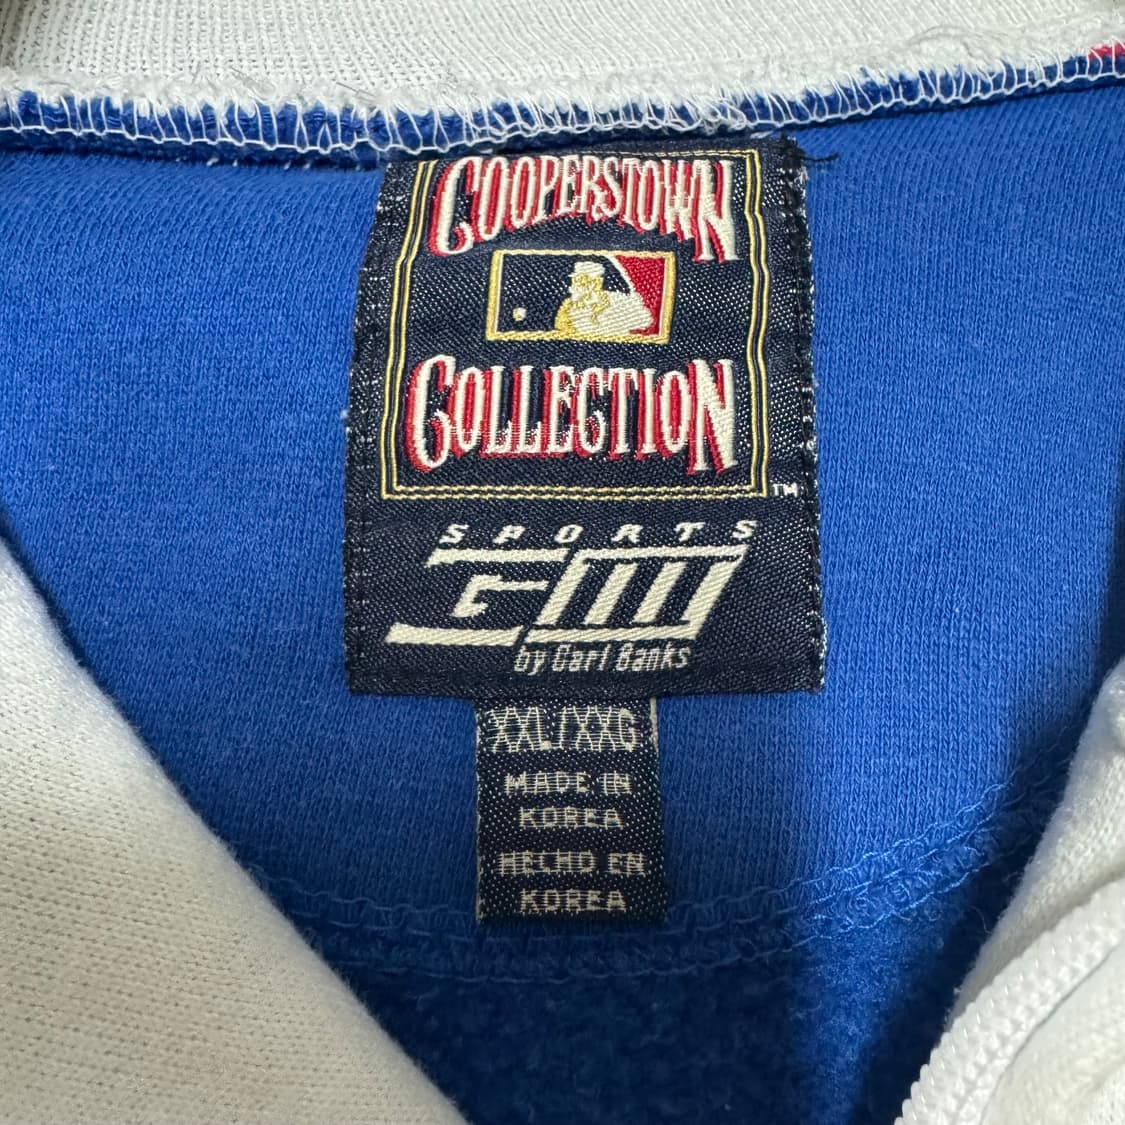 COOPERSTOWN
COLLECTION
TM
SPORTS
G-III
by Carl Banks
XXL/XXG
MADE IN
KOREA
HECHO EN
KOREA